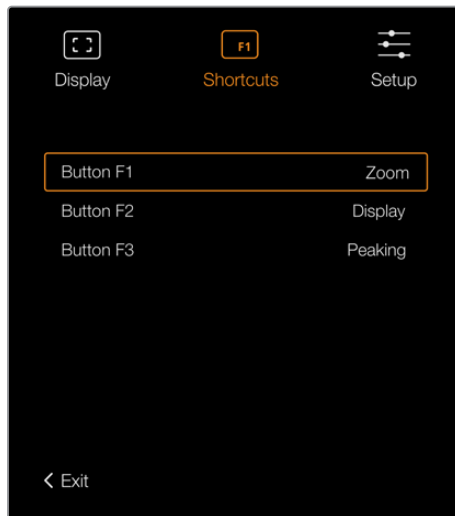 F1
Display Shortcuts Setup
Button F1 Zoom
Button F2 Display
Button F3 Peaking
Exit